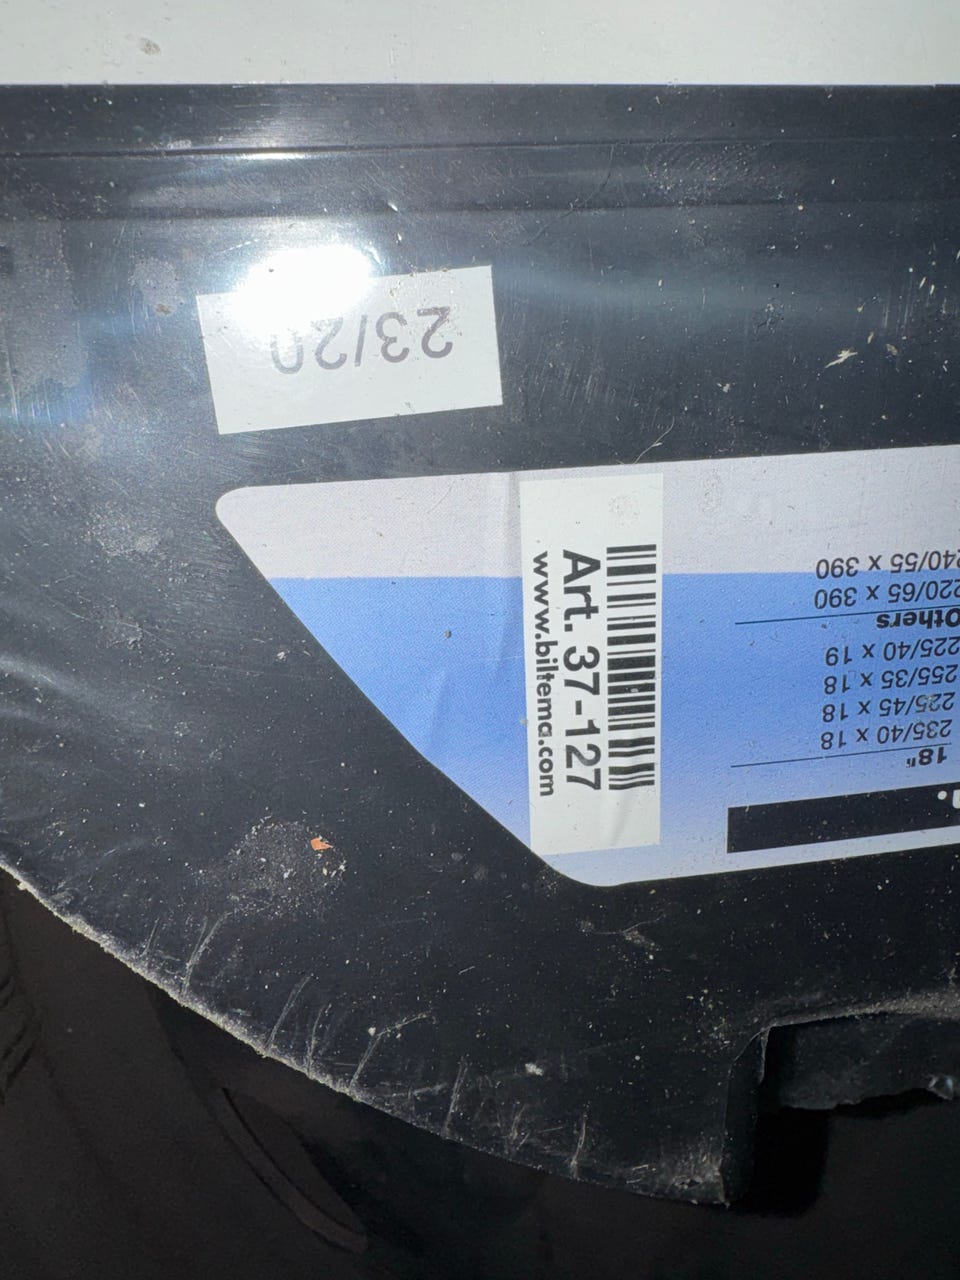 23/20
Art. 37-127
www.biltema.com
18"
235/40 x 18
225/45 x 18
255/35 x 18
225/40 x 19
Others
220/65 x 390
240/55 x 390